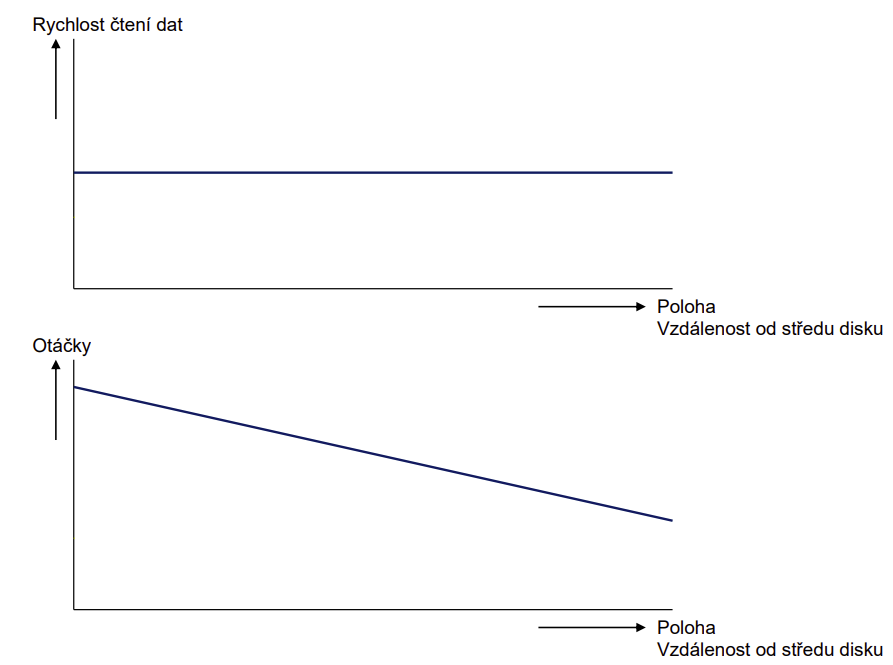 Rychlost čtení dat
Poloha
Vzdálenost od středu disku
Otáčky
Poloha
Vzdálenost od středu disku